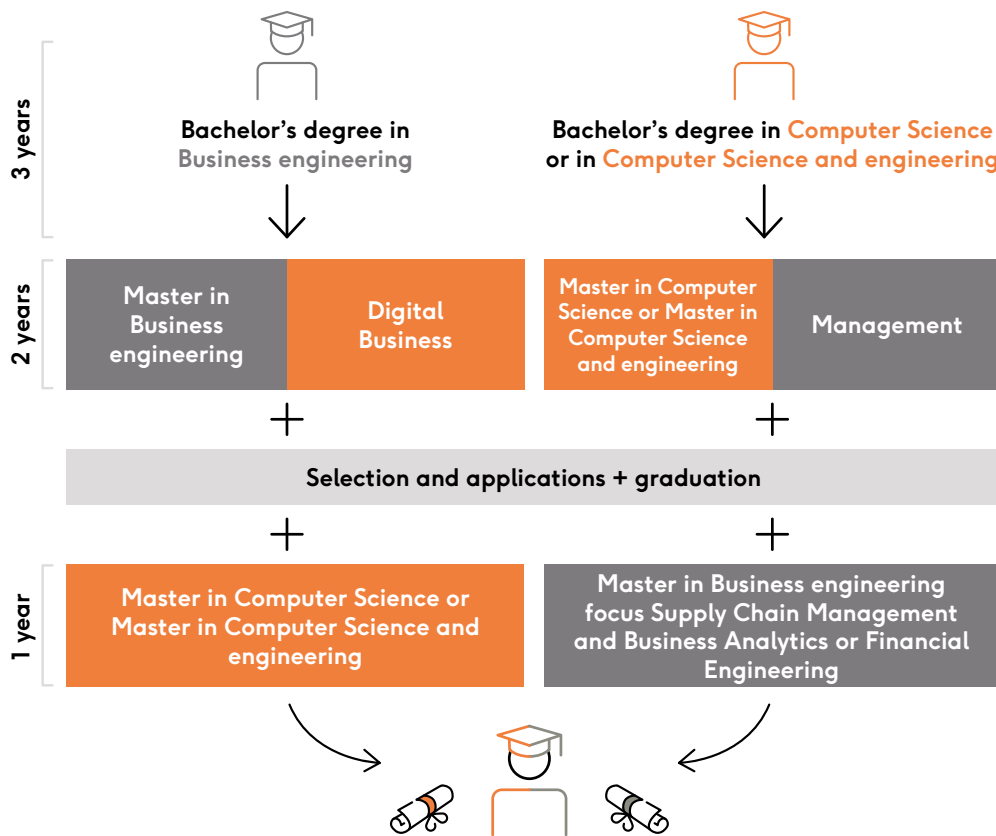 3 years
Bachelor's degree in
Business engineering
Bachelor's degree in Computer Science
or in Computer Science and engineering
2 years
Master in
Business
engineering
Digital
Business
Master in Computer
Science or Master in
Computer Science
and engineering
Management
Selection and applications + graduation
1 year
Master in Computer Science or
Master in Computer Science and
engineering
Master in Business engineering
focus Supply Chain Management
and Business Analytics or Financial
Engineering